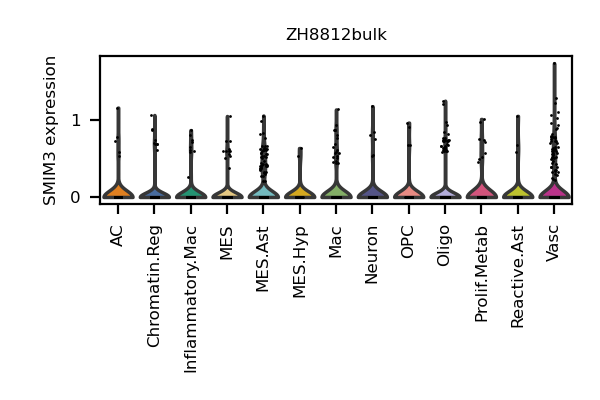 ZH8812bulk
SMIM3 expression
1
0
AC
Chromatin.Reg
Inflammatory.Mac
MES
MES.Ast
MES.Hyp
Mac
Neuron
OPC
Oligo
Prolif.Metab
Reactive.Ast
Vasc